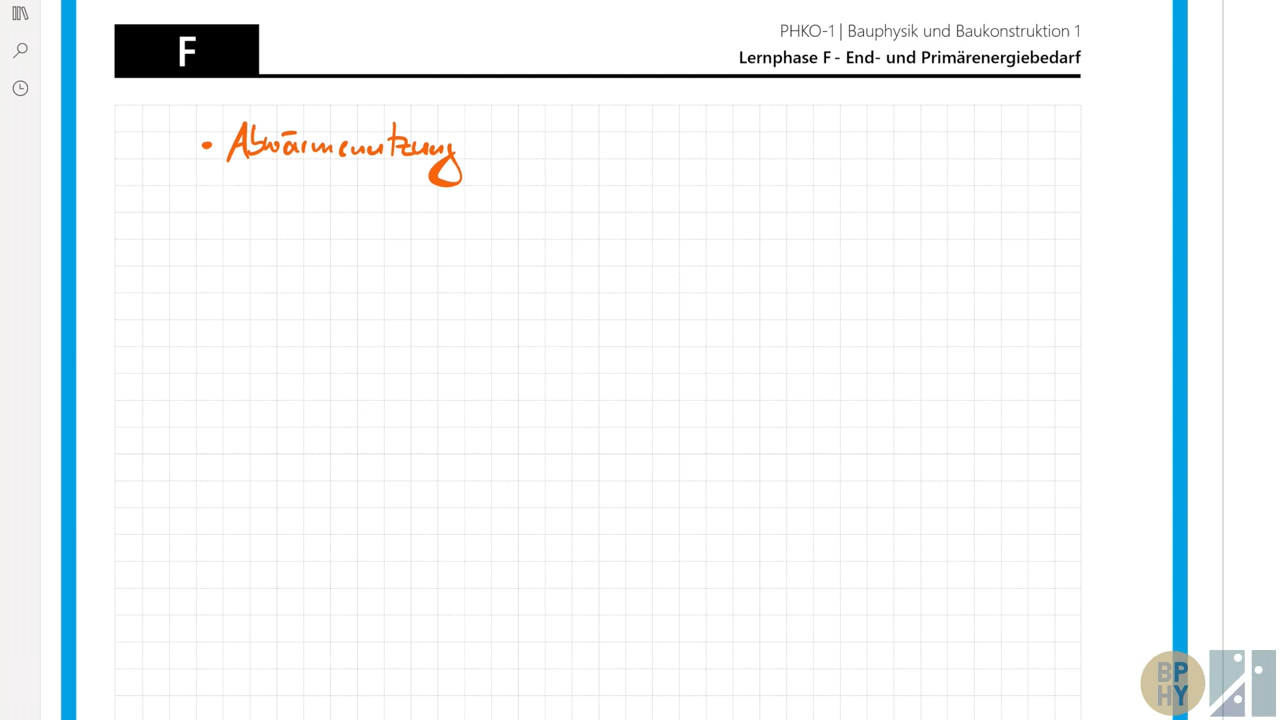 F
PHKO-1 | Bauphysik und Baukonstruktion 1
Lernphase F - End- und Primärenergiebedarf
• Abwärmenutzung
BP
HY